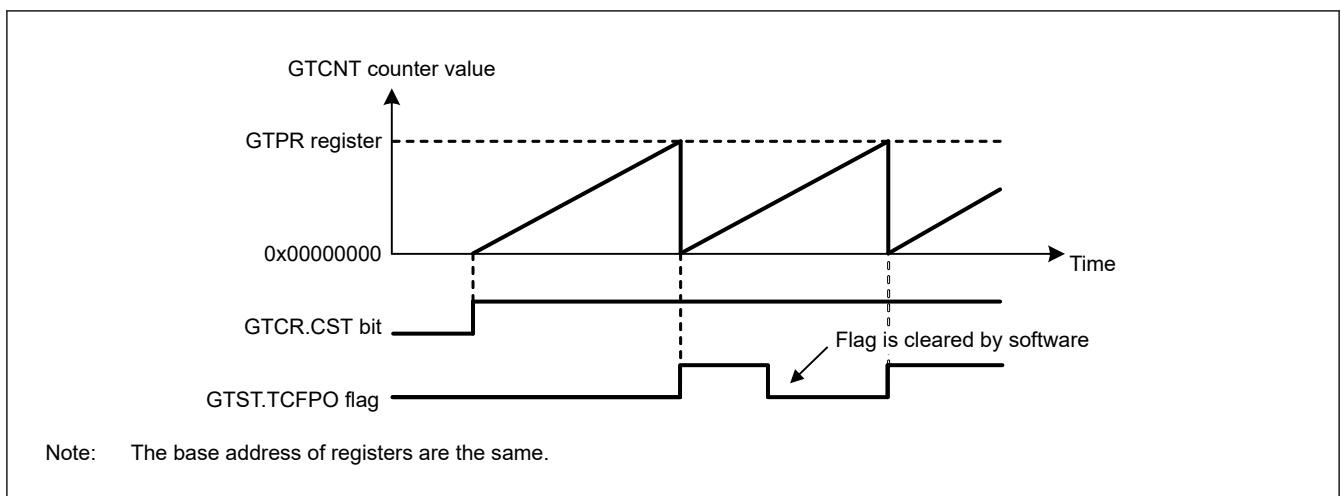 GTCNT counter value
GTPR register
0x00000000
Time
GTCR.CST bit
Flag is cleared by software
GTST.TCFPO flag
Note: The base address of registers are the same.